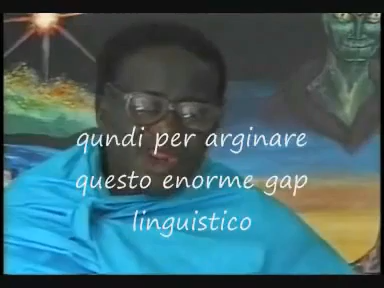 qundi per arginare
questo enorme gap
linguistico